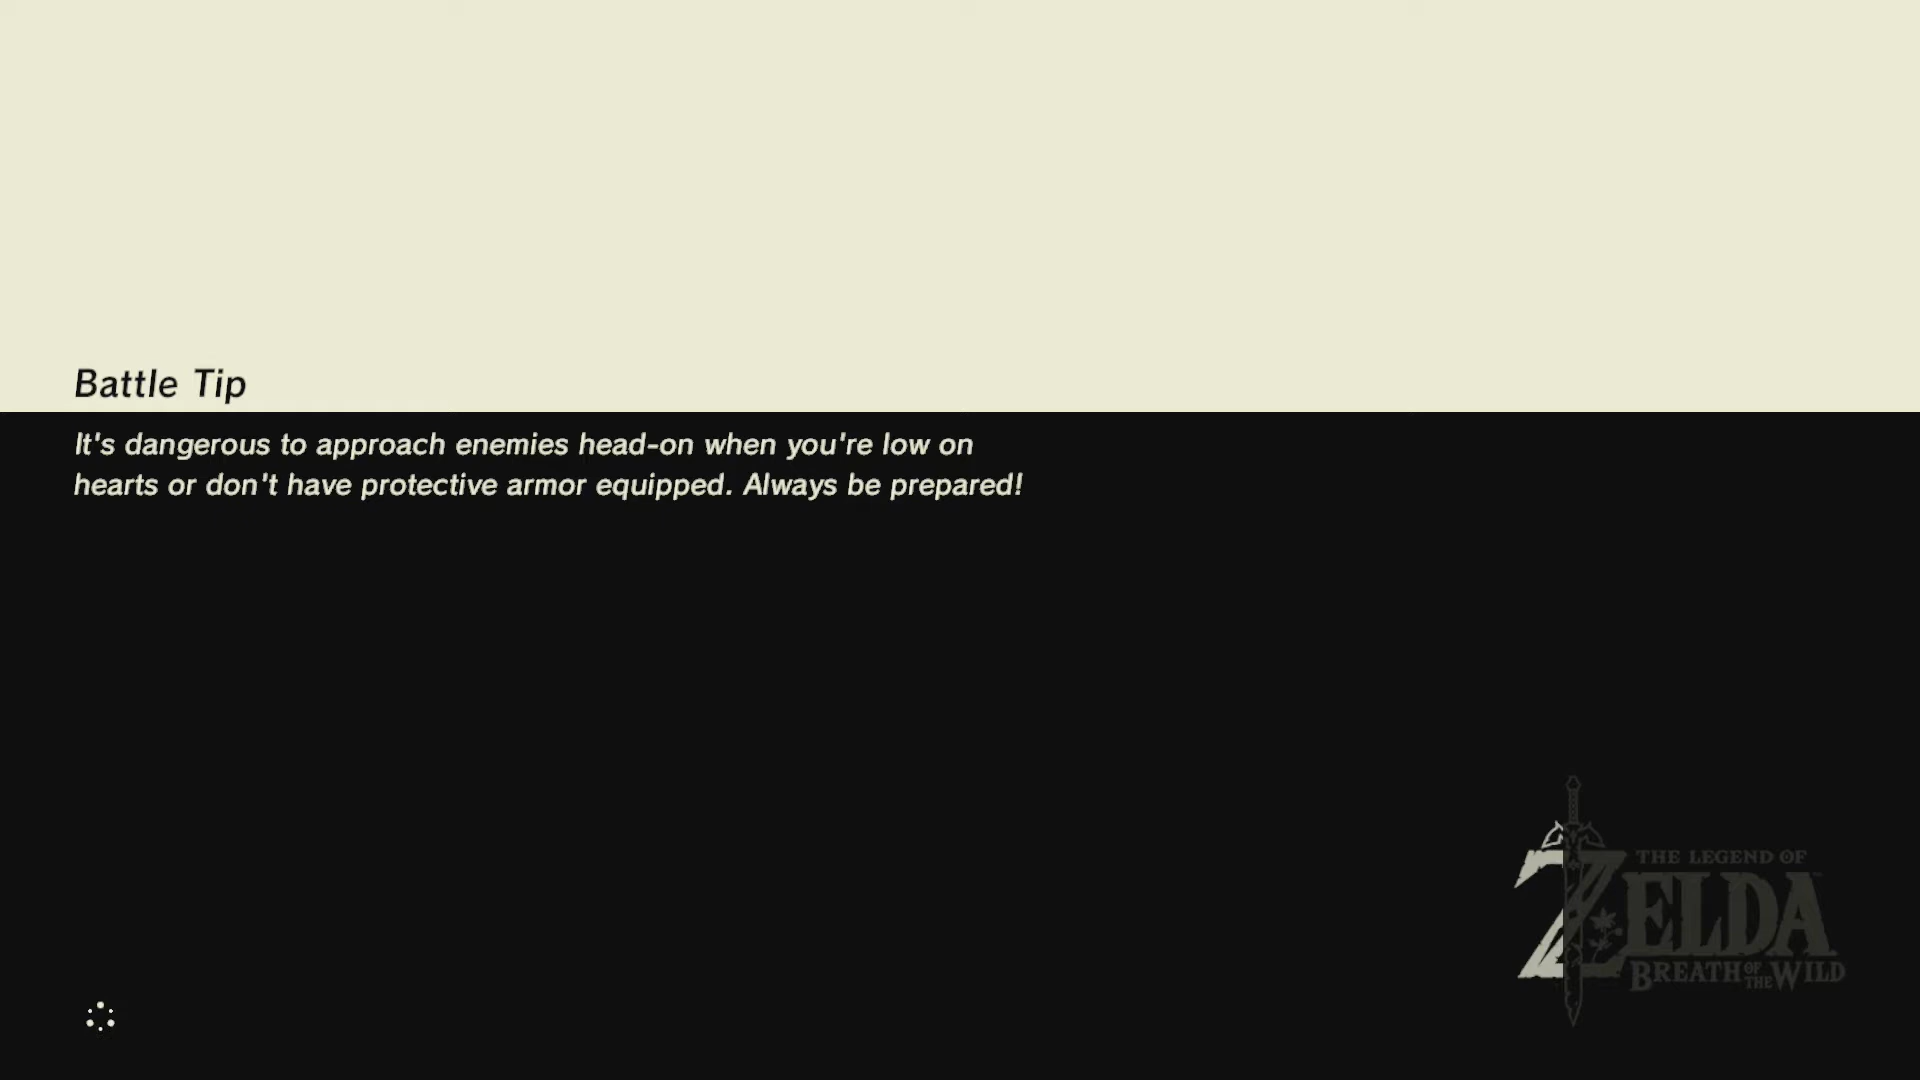 Battle Tip
It's dangerous to approach enemies head-on when you're low on
hearts or don't have protective armor equipped. Always be prepared!
THE LEGEND OF
ZELDA
BREATH OF THE WILD